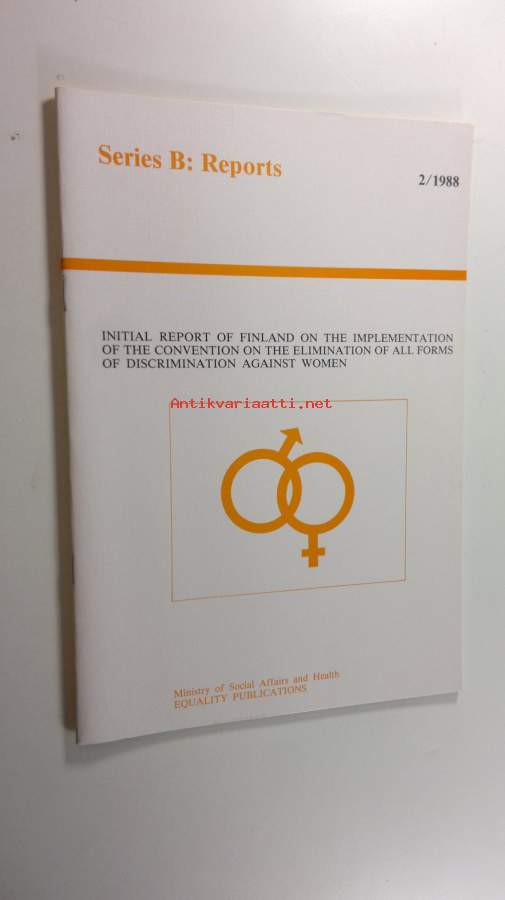 Series B: Reports
2/1988
INITIAL REPORT OF FINLAND ON THE IMPLEMENTATION
OF THE CONVENTION ON THE ELIMINATION OF ALL FORMS
OF DISCRIMINATION AGAINST WOMEN
Antikvariaatti.net
Ministry of Social Affairs and Health
EQUALITY PUBLICATIONS